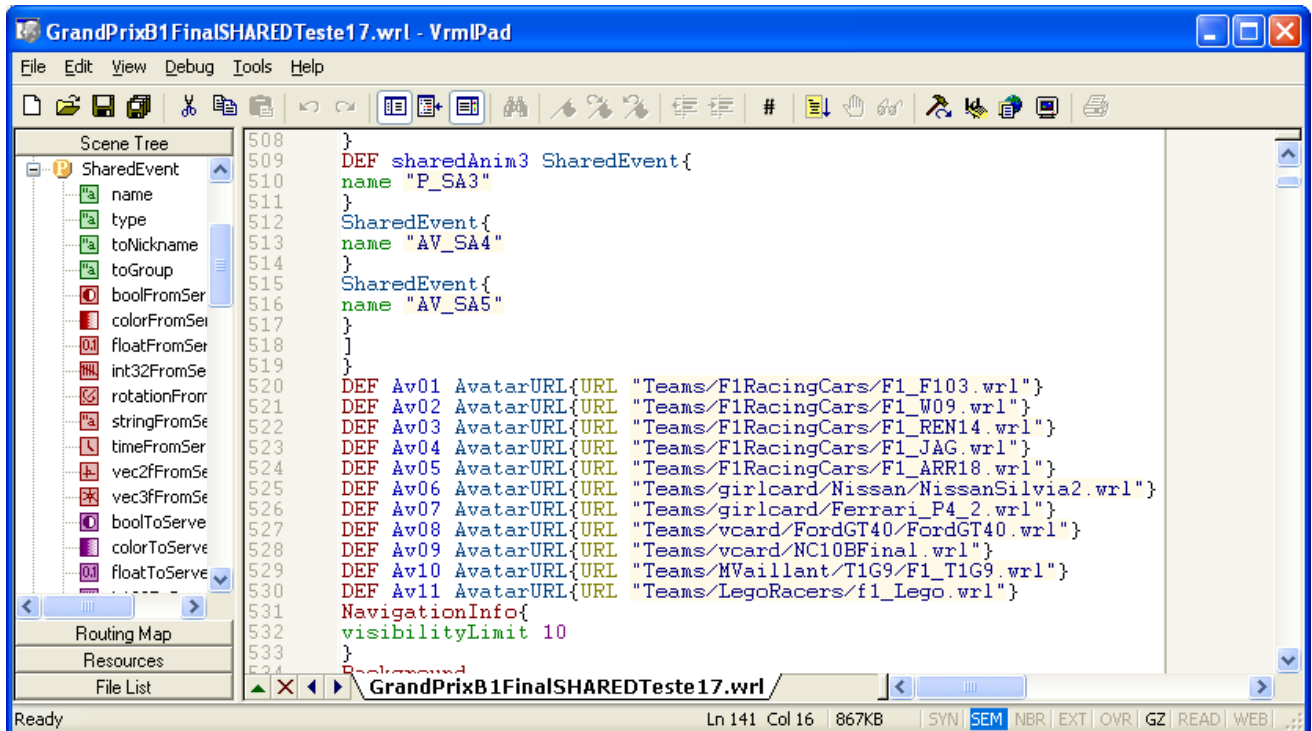 GrandPrixB1FinalSHAREDTeste17.wrl - VrmlPad
File Edit View Debug Tools Help
Scene Tree
SharedEvent
name
type
toNickname
toGroup
boolFromSer
colorFromSer
floatFromSer
int32FromSe
rotationFrom
stringFromSe
timeFromSer
vec2fFromSe
vec3fFromSe
boolToServe
colorToServe
floatToServe
Routing Map
Resources
File List
508 }
509 DEF sharedAnim3 SharedEvent{
510 name "P_SA3"
511 }
512 SharedEvent{
513 name "AV_SA4"
514 }
515 SharedEvent{
516 name "AV_SA5"
517 }
518 ]
519 }
520 DEF Av01 AvatarURL{URL "Teams/F1RacingCars/F1_F103.wrl"}
521 DEF Av02 AvatarURL{URL "Teams/F1RacingCars/F1_W09.wrl"}
522 DEF Av03 AvatarURL{URL "Teams/F1RacingCars/F1_REN14.wrl"}
523 DEF Av04 AvatarURL{URL "Teams/F1RacingCars/F1_JAG.wrl"}
524 DEF Av05 AvatarURL{URL "Teams/F1RacingCars/F1_ARR18.wrl"}
525 DEF Av06 AvatarURL{URL "Teams/girlcard/Nissan/NissanSilvia2.wrl"}
526 DEF Av07 AvatarURL{URL "Teams/girlcard/Ferrari_P4_2.wrl"}
527 DEF Av08 AvatarURL{URL "Teams/vcard/FordGT40/FordGT40.wrl"}
528 DEF Av09 AvatarURL{URL "Teams/vcard/NC10BFinal.wrl"}
529 DEF Av10 AvatarURL{URL "Teams/MVaillant/T1G9/F1_T1G9.wrl"}
530 DEF Av11 AvatarURL{URL "Teams/LegoRacers/f1_Lego.wrl"}
531 NavigationInfo{
532 visibilityLimit 10
533 }
534 Background
GrandPrixB1FinalSHAREDTeste17.wrl
Ready Ln 141 Col 16 867KB SYN SEM NBR EXT OVR GZ READ WEB